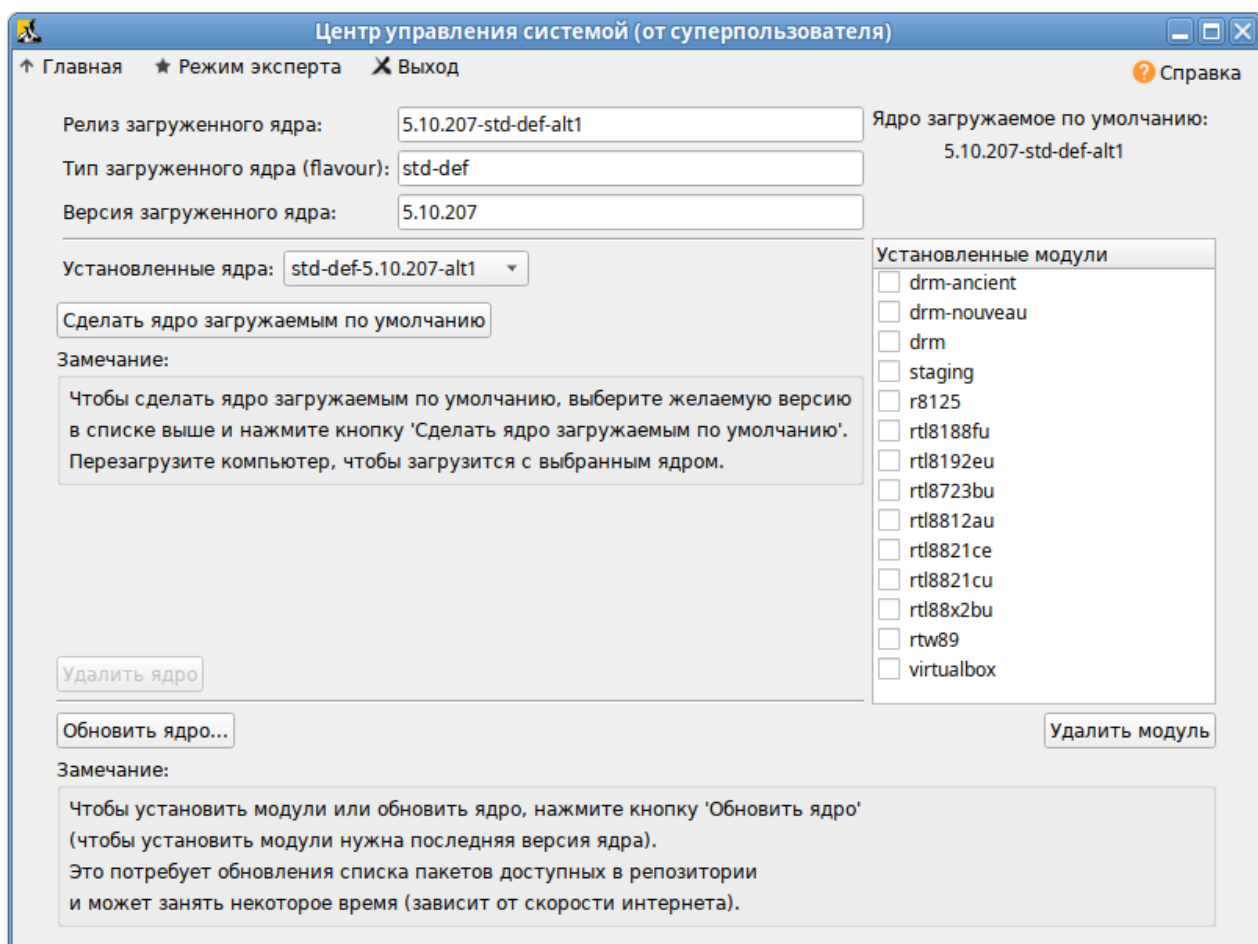 Центр управления системой (от суперпользователя)
Главная Режим эксперта Выход Справка
Релиз загруженного ядра: 5.10.207-std-def-alt1
Тип загруженного ядра (flavour): std-def
Версия загруженного ядра: 5.10.207
Ядро загружаемое по умолчанию:
5.10.207-std-def-alt1
Установленные ядра: std-def-5.10.207-alt1
Сделать ядро загружаемым по умолчанию
Замечание:
Чтобы сделать ядро загружаемым по умолчанию, выберите желаемую версию
в списке выше и нажмите кнопку 'Сделать ядро загружаемым по умолчанию'.
Перезагрузите компьютер, чтобы загрузится с выбранным ядром.
Удалить ядро
Установленные модули
drm-ancient
drm-nouveau
drm
staging
r8125
rtl8188fu
rtl8192eu
rtl8723bu
rtl8812au
rtl8821ce
rtl8821cu
rtl88x2bu
rtw89
virtualbox
Обновить ядро...
Удалить модуль
Замечание:
Чтобы установить модули или обновить ядро, нажмите кнопку 'Обновить ядро'
(чтобы установить модули нужна последняя версия ядра).
Это потребует обновления списка пакетов доступных в репозитории
и может занять некоторое время (зависит от скорости интернета).